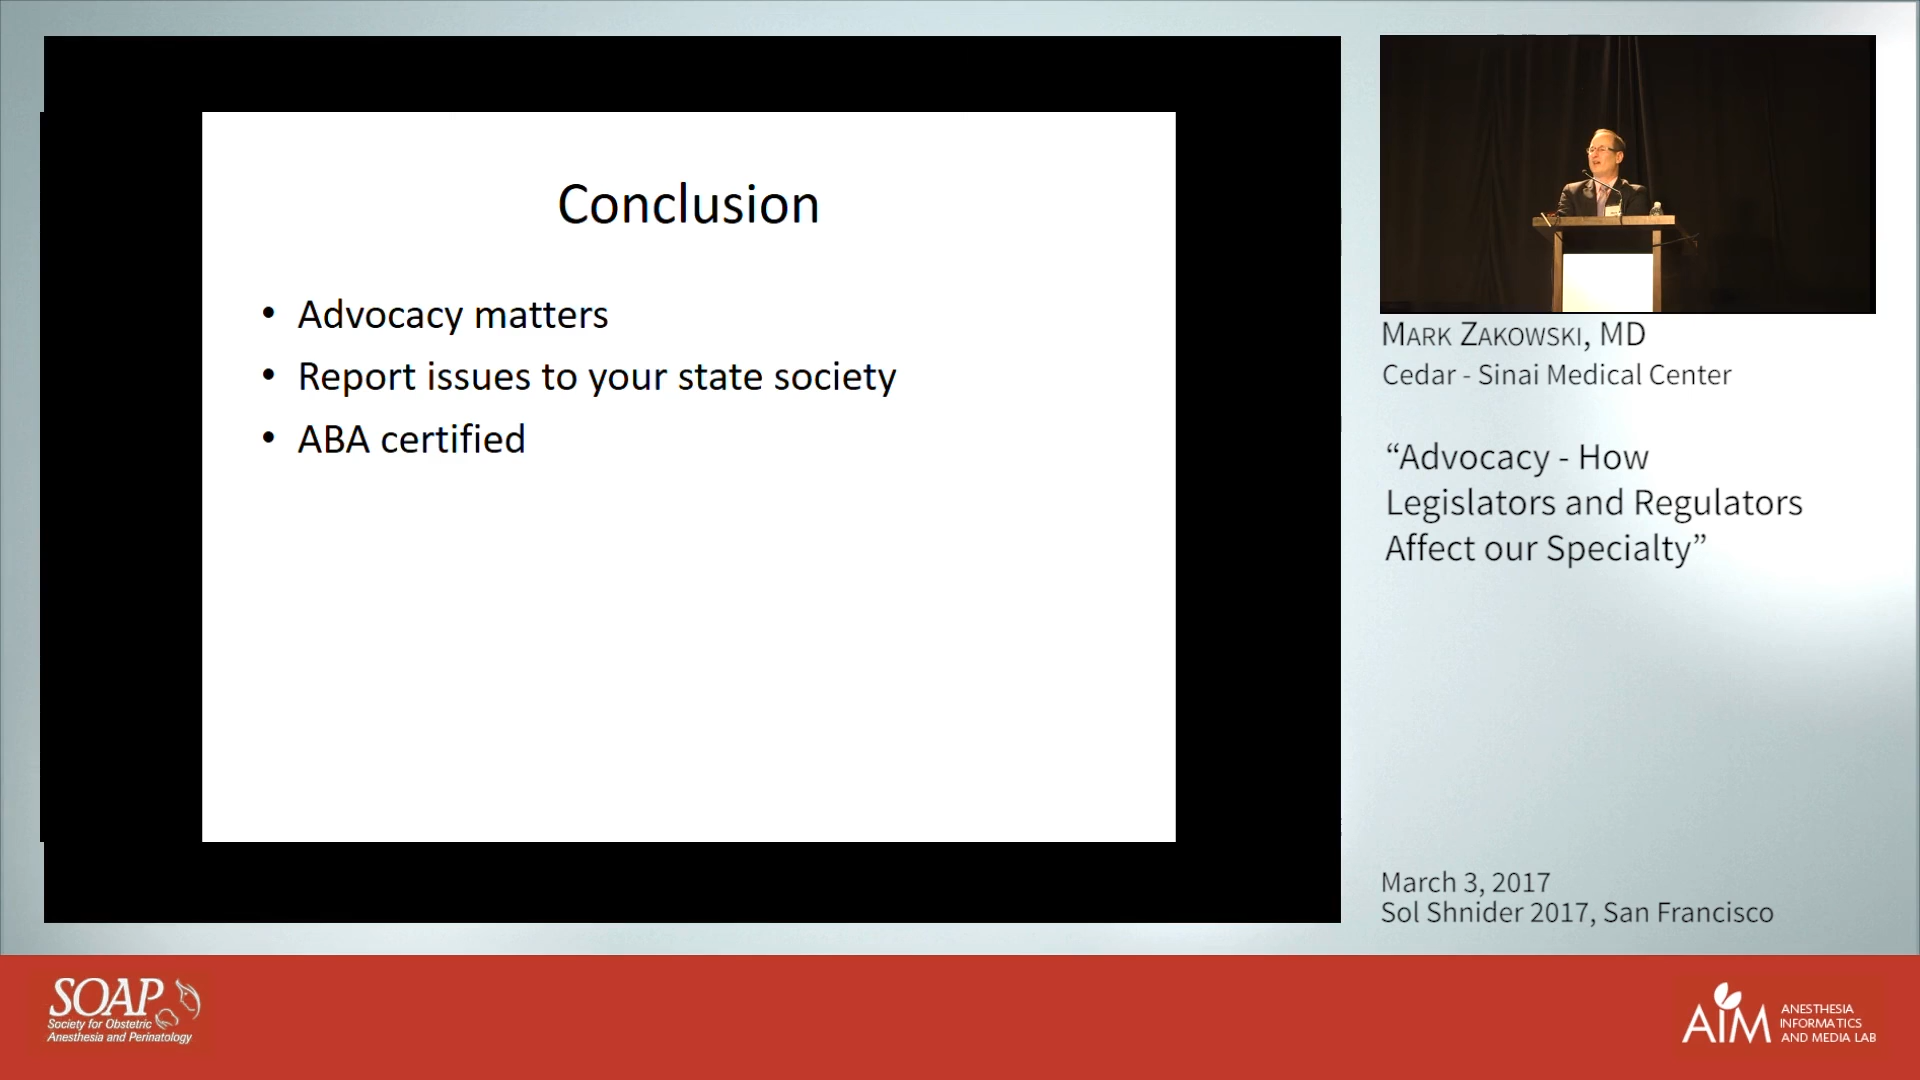 Conclusion
• Advocacy matters
• Report issues to your state society
• ABA certified
MARK ZAKOWSKI, MD
Cedar - Sinai Medical Center
“Advocacy - How
Legislators and Regulators
Affect our Specialty”
March 3, 2017
Sol Shnider 2017, San Francisco
SOAP
Society for Obstetric
Anesthesia and Perinatology
AIM
ANESTHESIA
INFORMATICS
AND MEDIA LAB